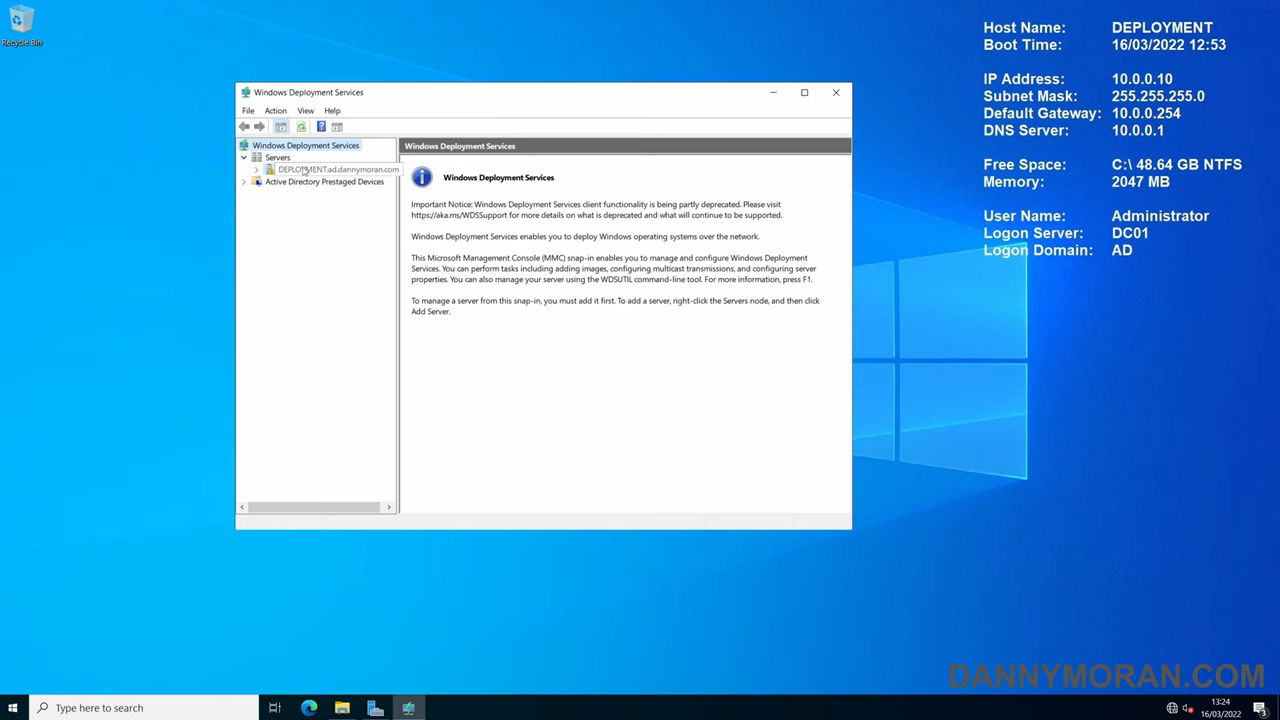 Recycle Bin
Host Name: DEPLOYMENT
Boot Time: 16/03/2022 12:53
IP Address: 10.0.0.10
Subnet Mask: 255.255.255.0
Default Gateway: 10.0.0.254
DNS Server: 10.0.0.1
Free Space: C:\ 48.64 GB NTFS
Memory: 2047 MB
User Name: Administrator
Logon Server: DC01
Logon Domain: AD
Windows Deployment Services
File Action View Help
Windows Deployment Services
Servers
DEPLOYMENT.ad.dannymoran.com
Active Directory Prestaged Devices
Windows Deployment Services
Windows Deployment Services
Important Notice: Windows Deployment Services client functionality is being partly deprecated. Please visit
https://aka.ms/WDSSupport for more details on what is deprecated and what will continue to be supported.
Windows Deployment Services enables you to deploy Windows operating systems over the network.
This Microsoft Management Console (MMC) snap-in enables you to manage and configure Windows Deployment
Services. You can perform tasks including adding images, configuring multicast transmissions, and configuring server
properties. You can also manage your server using the WDSUTIL command-line tool. For more information, press F1.
To manage a server from this snap-in, you must add it first. To add a server, right-click the Servers node, and then click
Add Server.
DANNYMORAN.COM
Type here to search
13:24
16/03/2022
3